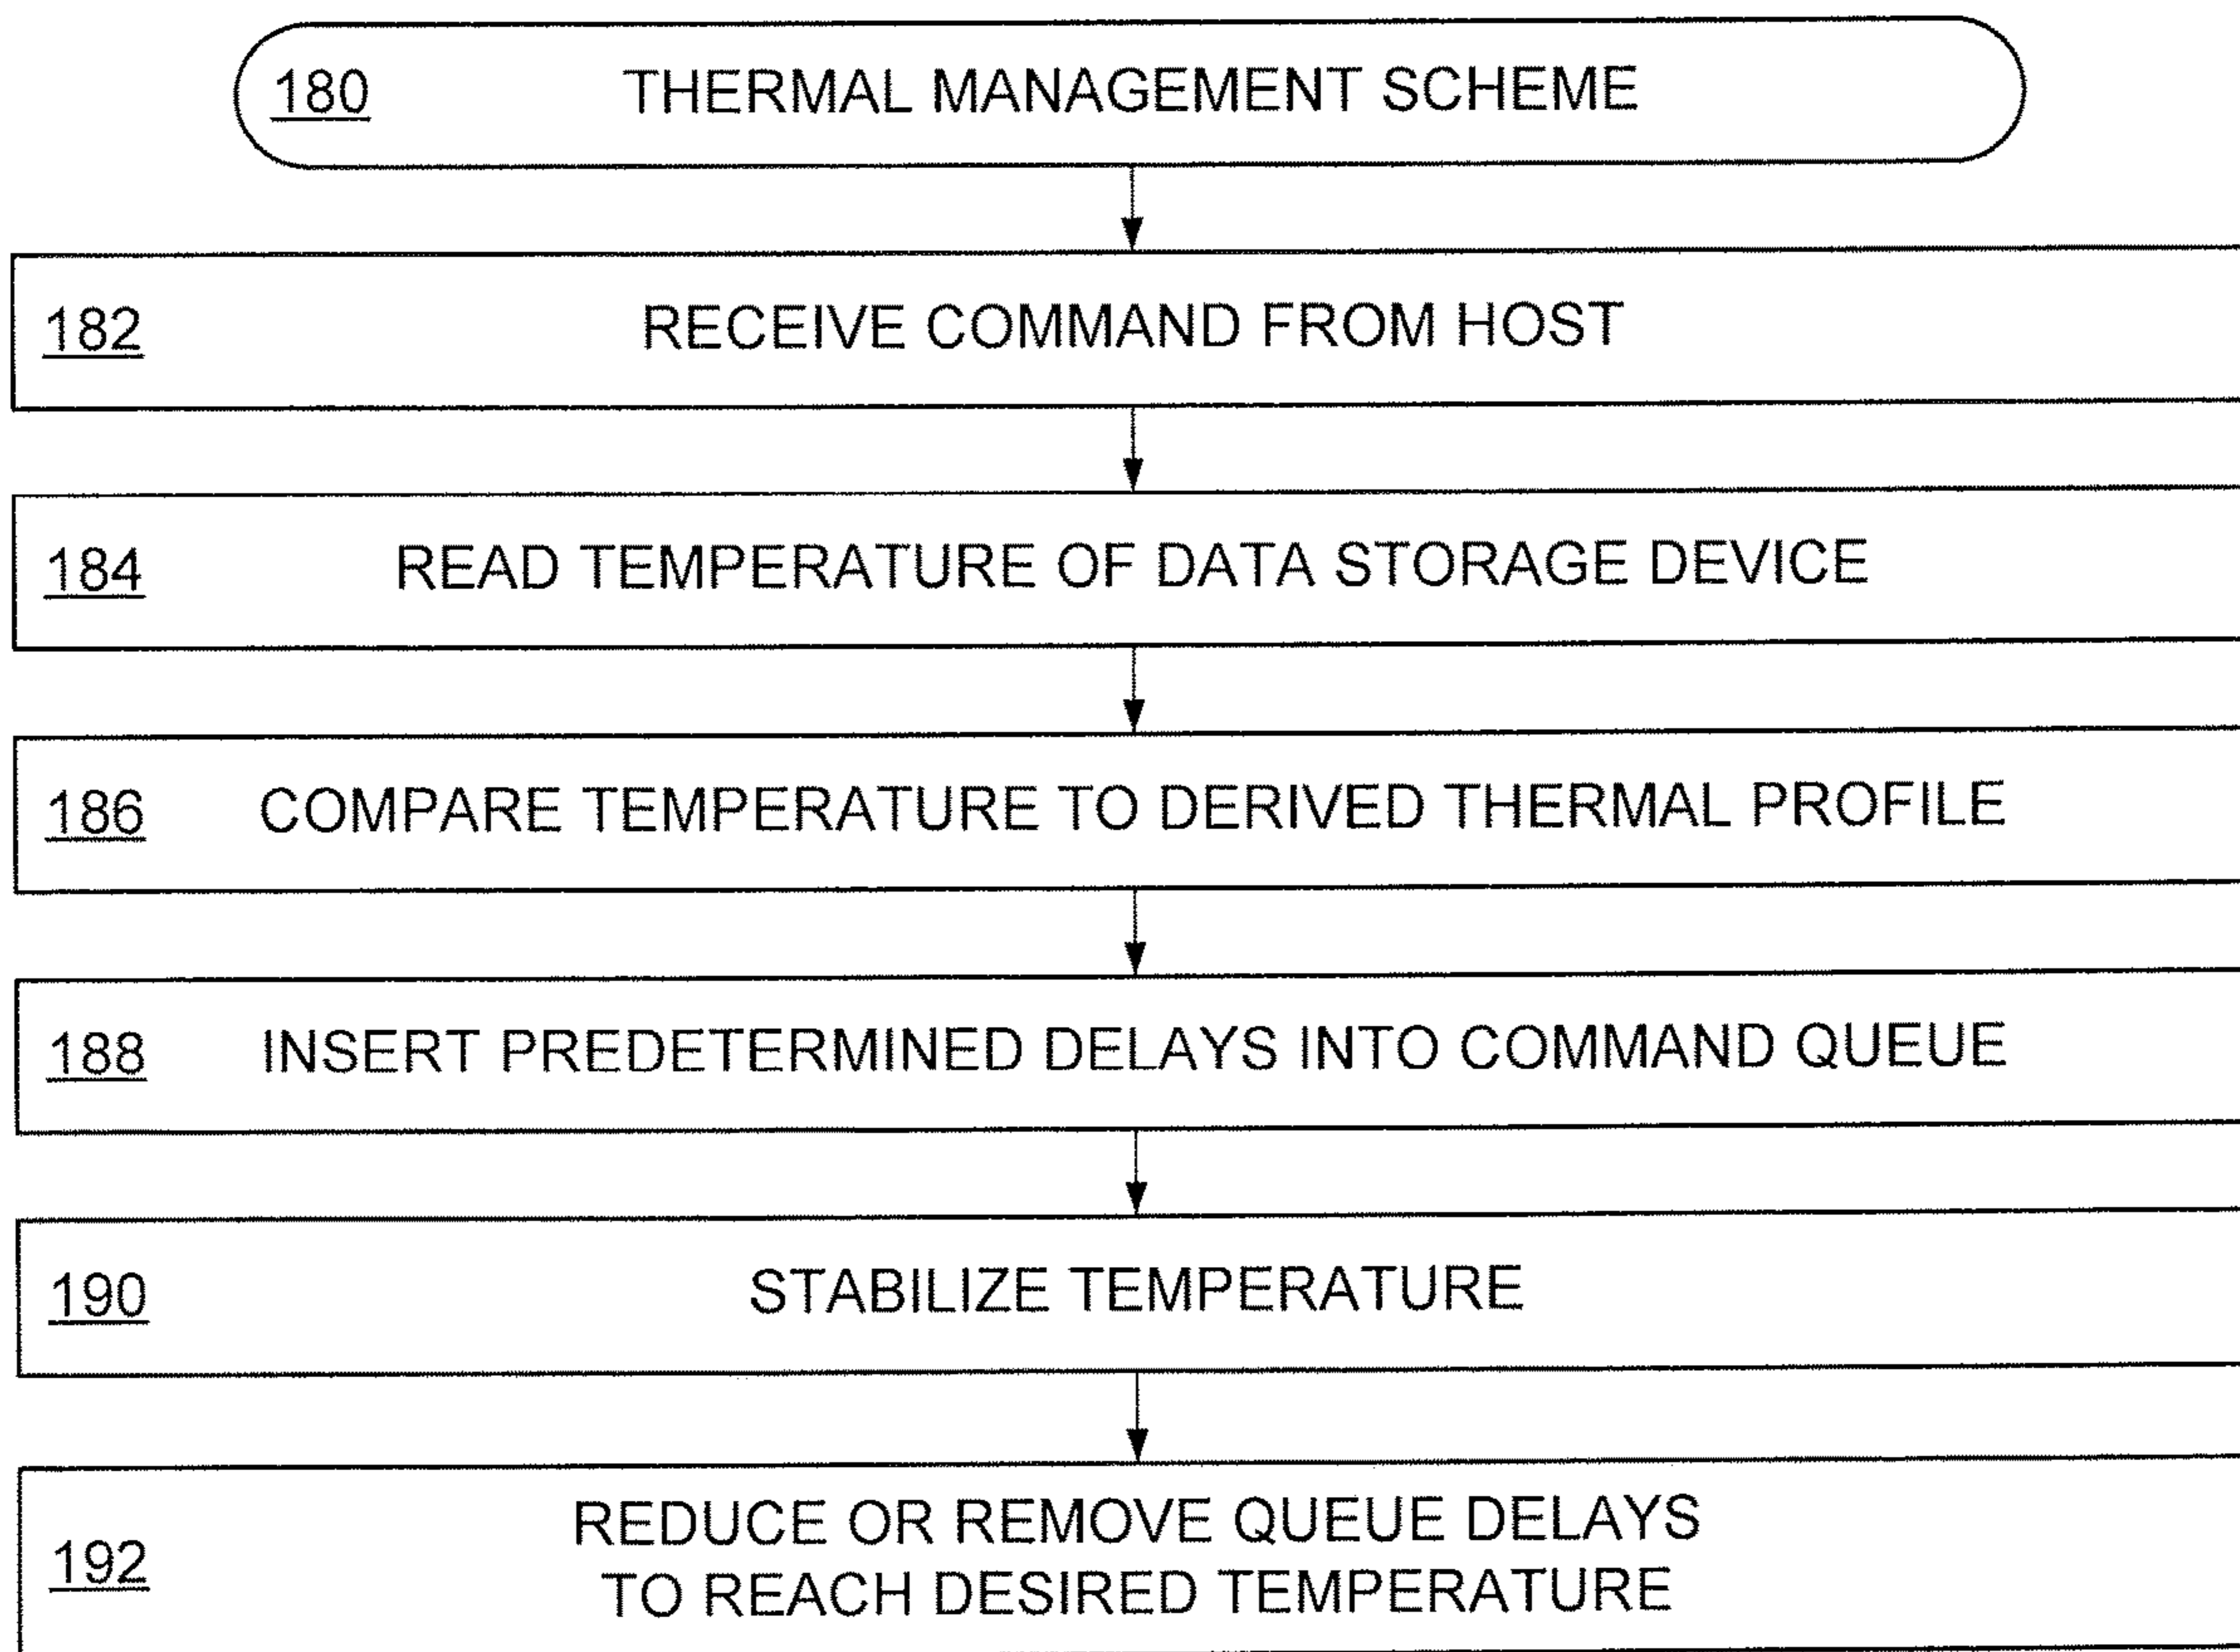 180 THERMAL MANAGEMENT SCHEME
182 RECEIVE COMMAND FROM HOST
184 READ TEMPERATURE OF DATA STORAGE DEVICE
186 COMPARE TEMPERATURE TO DERIVED THERMAL PROFILE
188 INSERT PREDETERMINED DELAYS INTO COMMAND QUEUE
190 STABILIZE TEMPERATURE
192 REDUCE OR REMOVE QUEUE DELAYS
TO REACH DESIRED TEMPERATURE